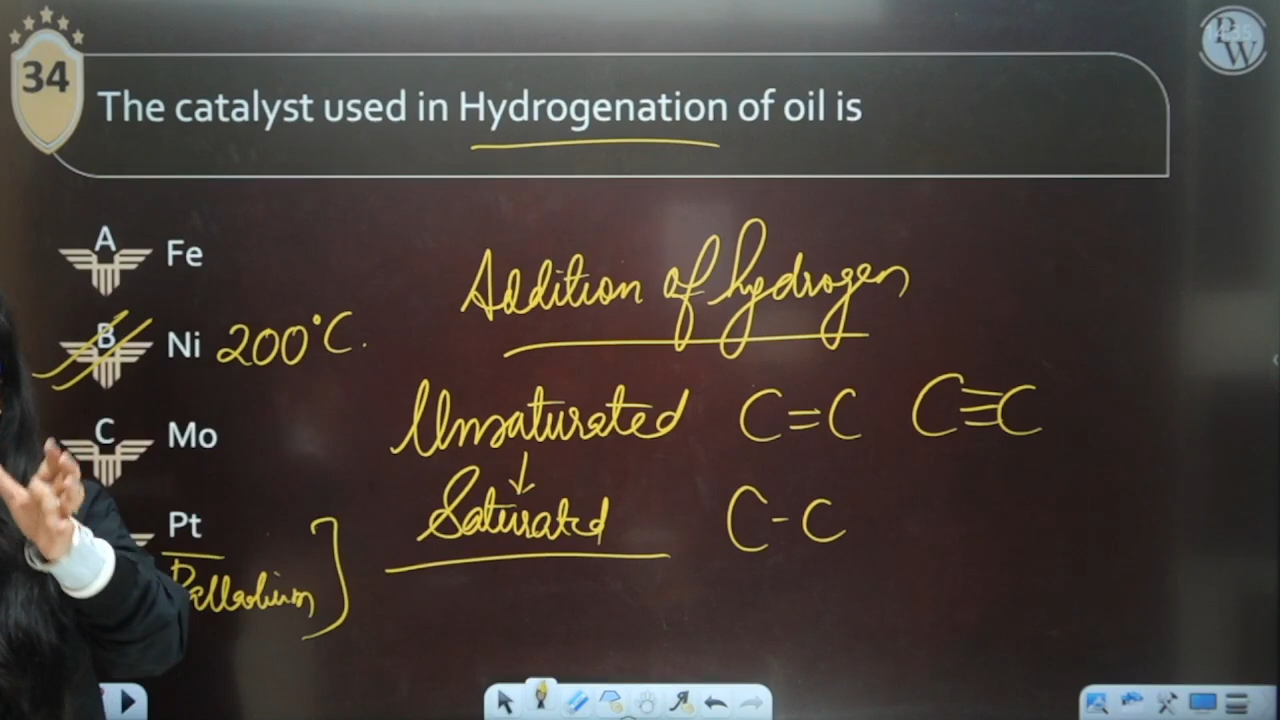 34
The catalyst used in Hydrogenation of oil is
PW
A Fe
B Ni 200°C.
C Mo
Pt
Palladium
Addition of hydrogen
Unsaturated C=C C≡C
↓
Saturated C-C